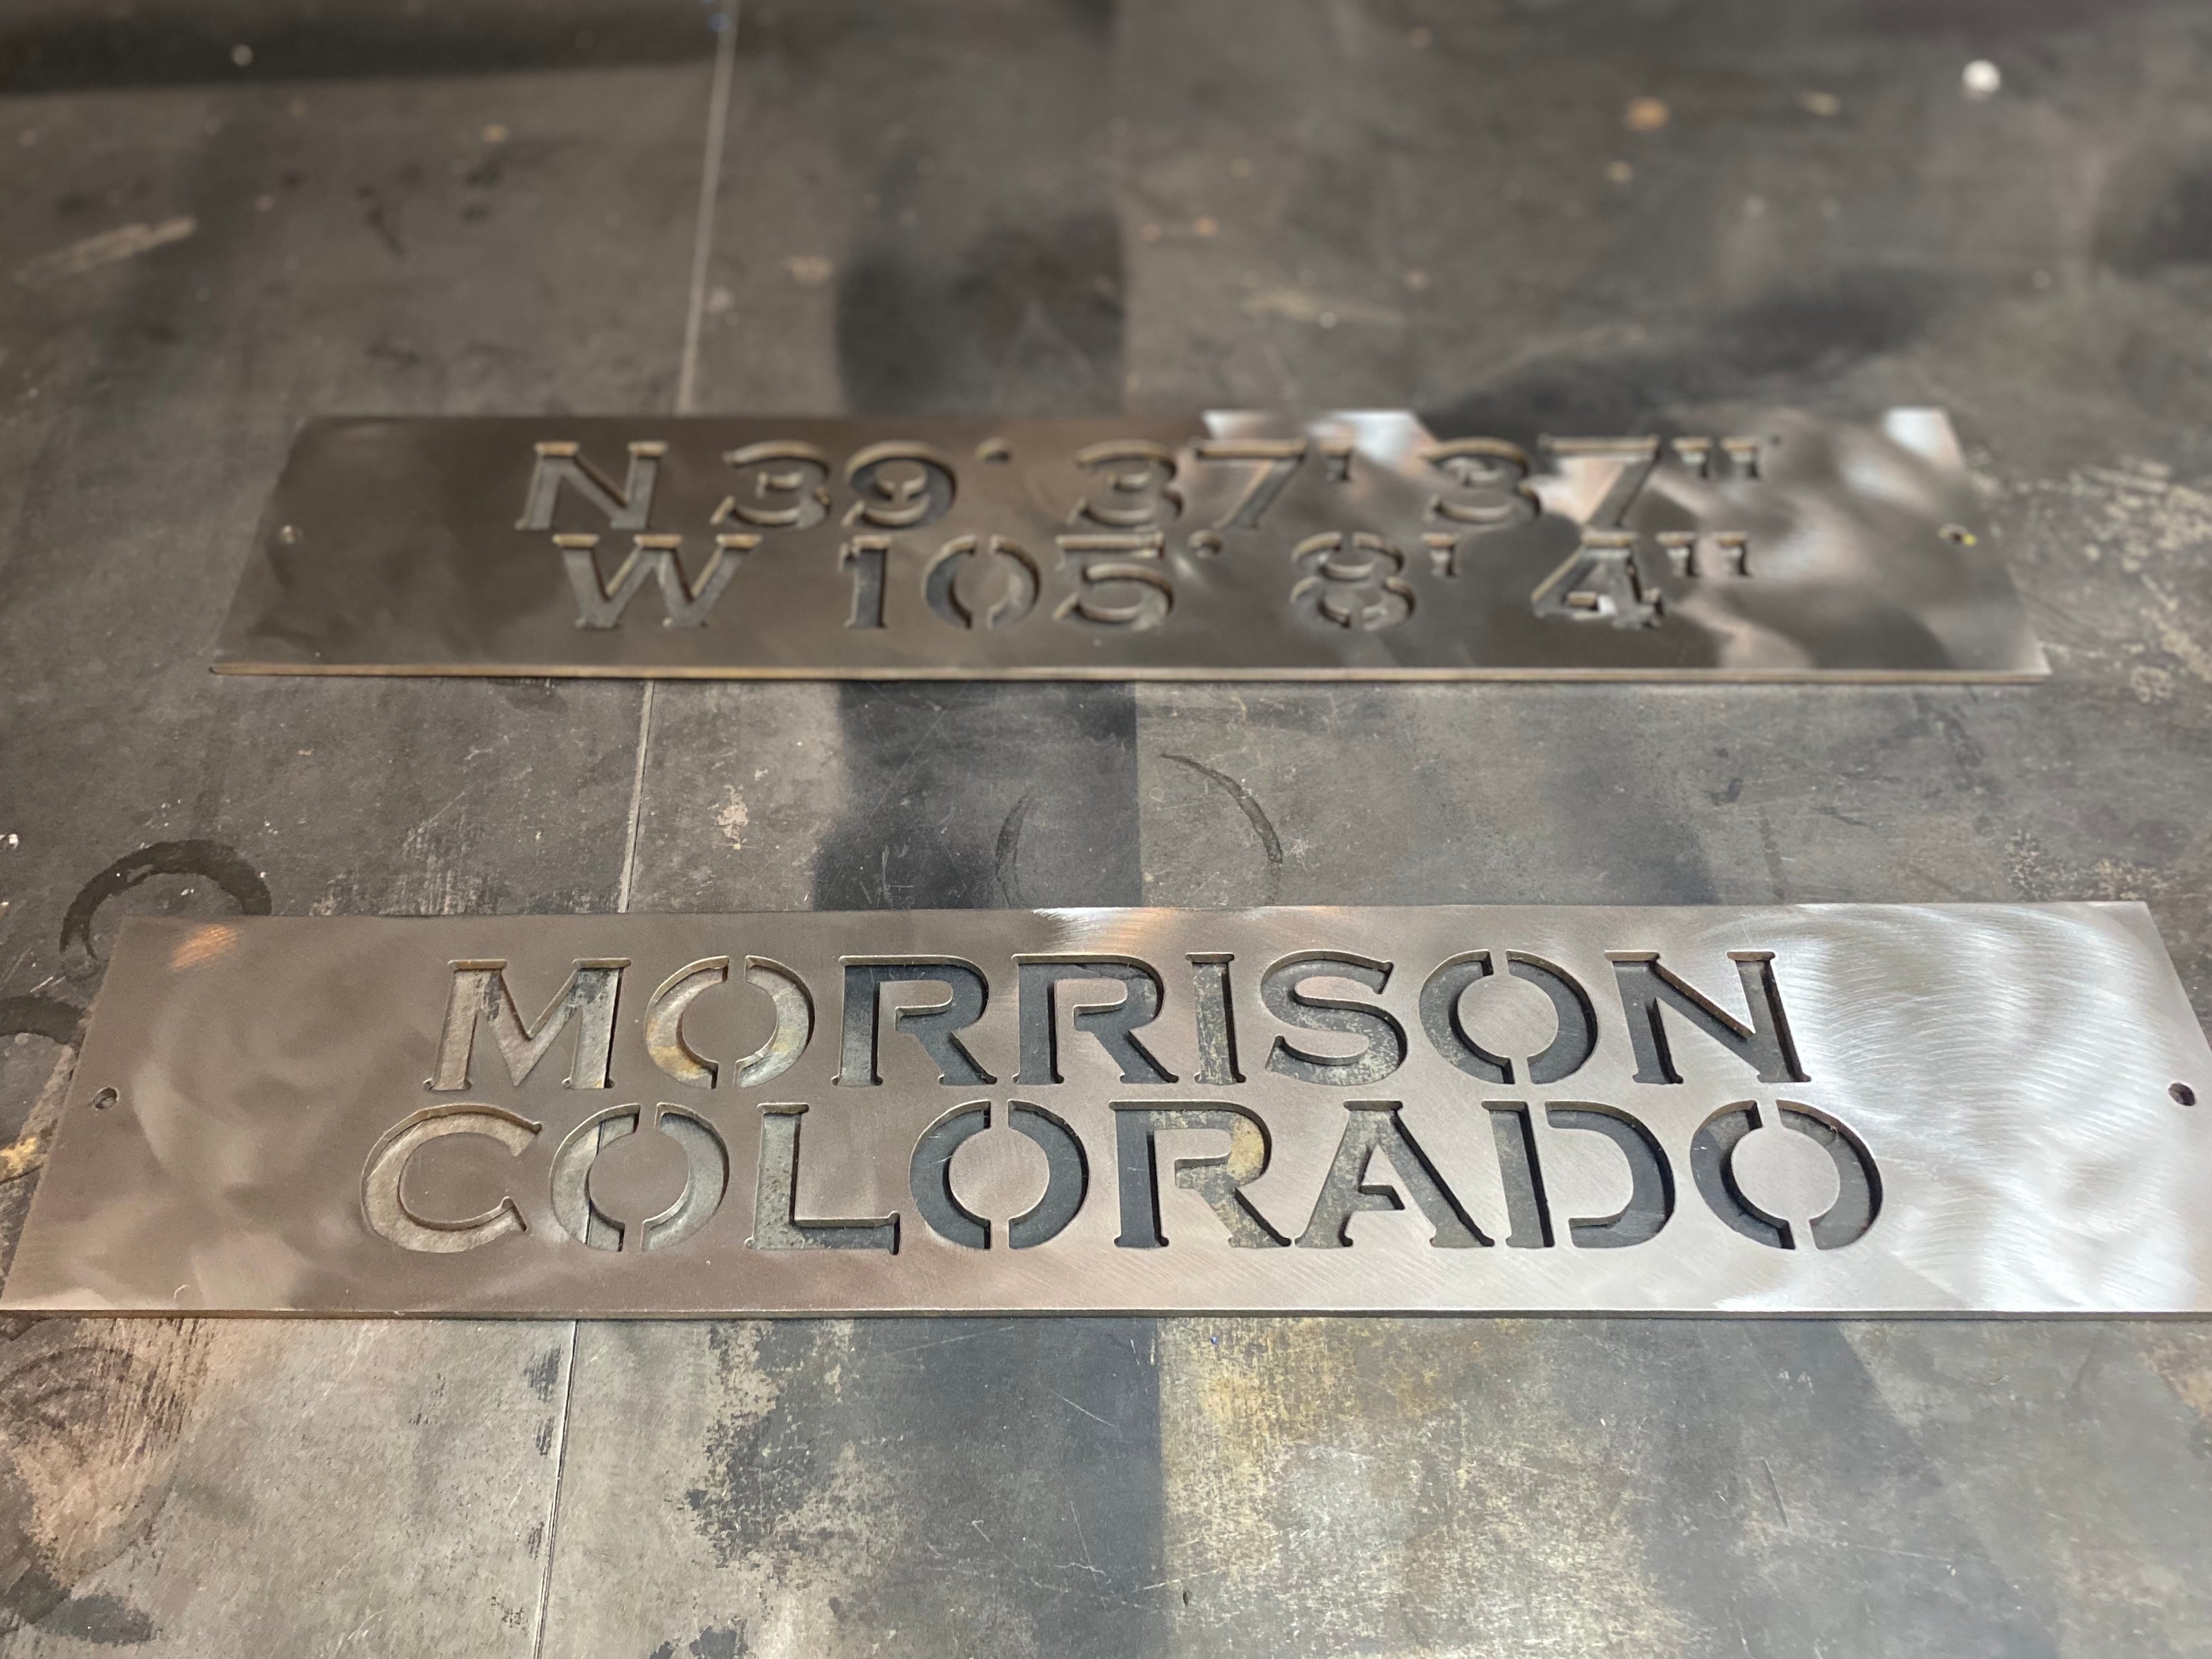 N 39° 37' 37"
W 105° 8' 4"
MORRISON
COLORADO